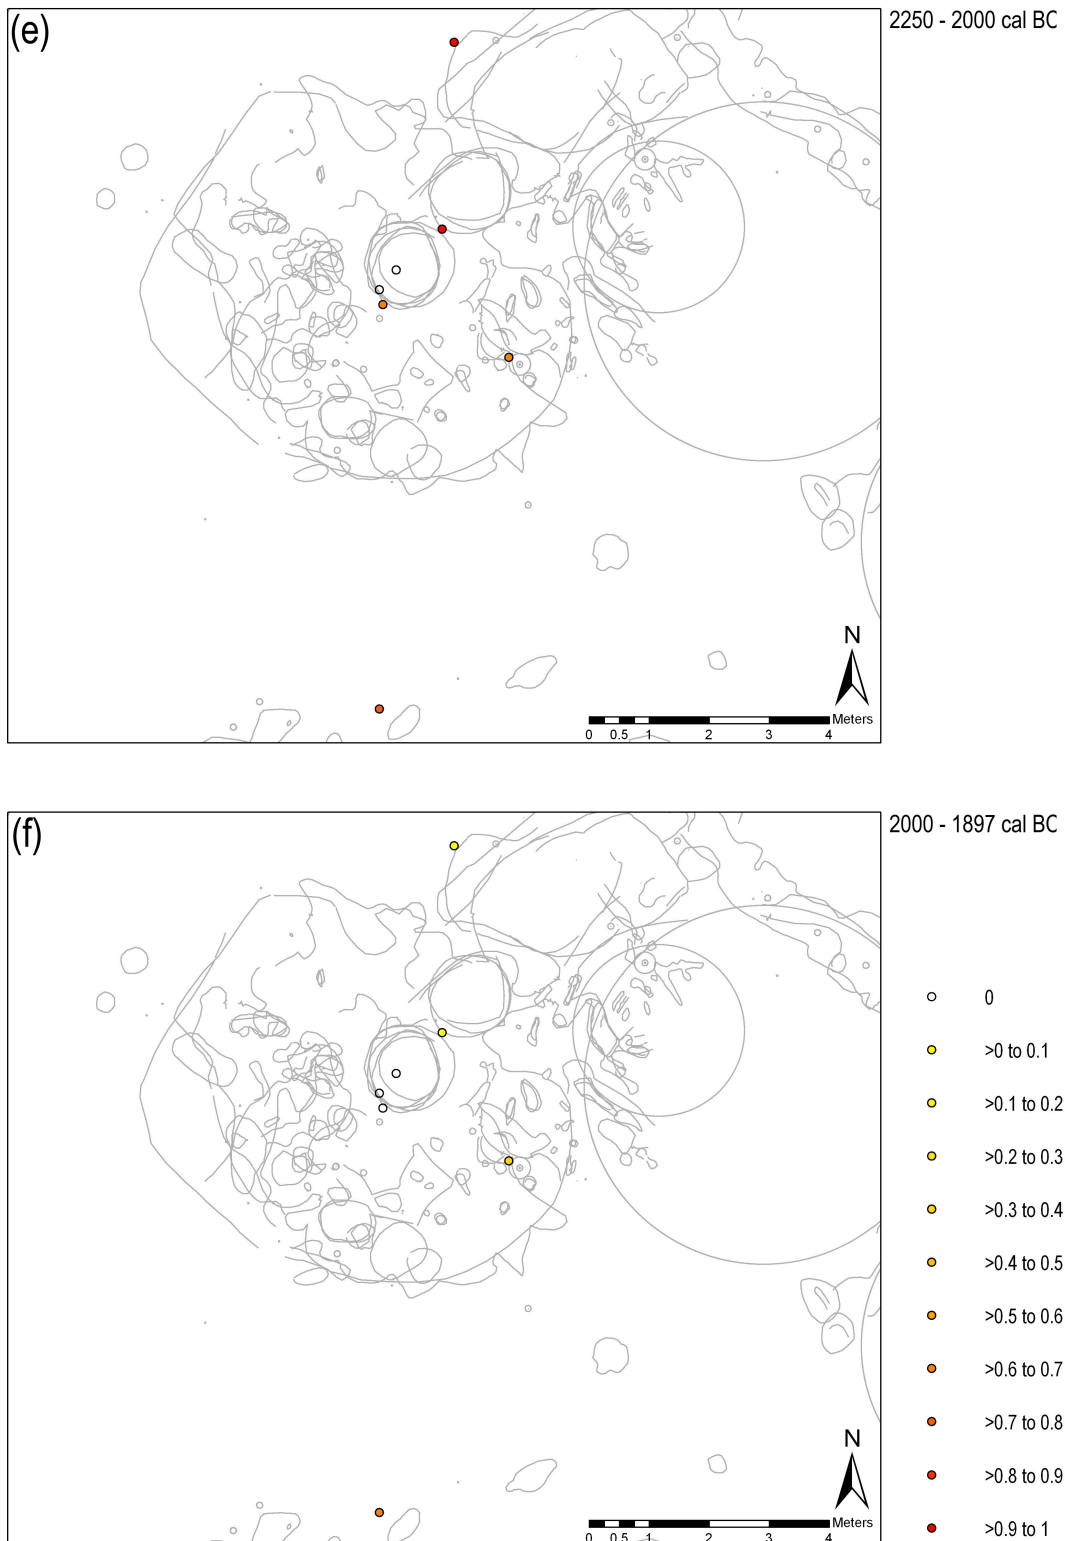 (e)
2250 - 2000 cal BC
N
Meters
0 0.5 1 2 3 4
(f)
2000 - 1897 cal BC
0
>0 to 0.1
>0.1 to 0.2
>0.2 to 0.3
>0.3 to 0.4
>0.4 to 0.5
>0.5 to 0.6
>0.6 to 0.7
>0.7 to 0.8
>0.8 to 0.9
>0.9 to 1
N
Meters
0 0.5 1 2 3 4